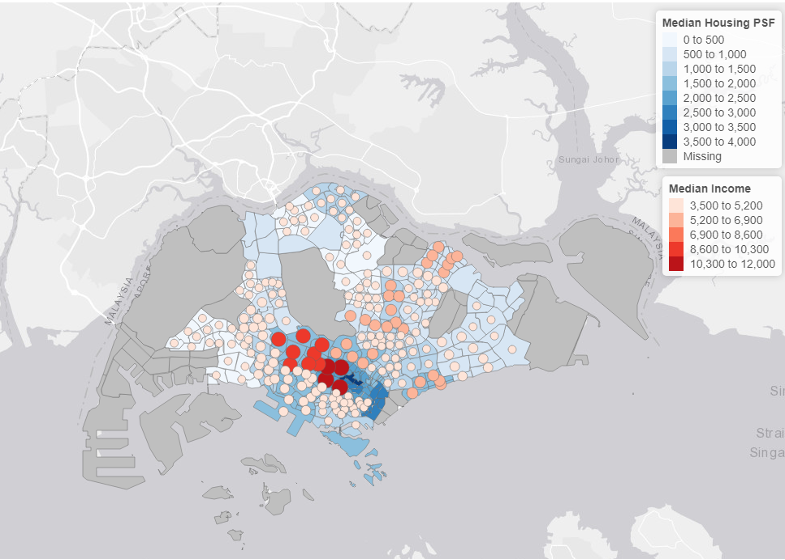 Median Housing PSF
0 to 500
500 to 1,000
1,000 to 1,500
1,500 to 2,000
2,000 to 2,500
2,500 to 3,000
3,000 to 3,500
3,500 to 4,000
Missing
Sungai Johor
Median Income
3,500 to 5,200
5,200 to 6,900
6,900 to 8,600
8,600 to 10,300
10,300 to 12,000
MALAYSIA
MALAYSIA
Sin
Strai
Singa